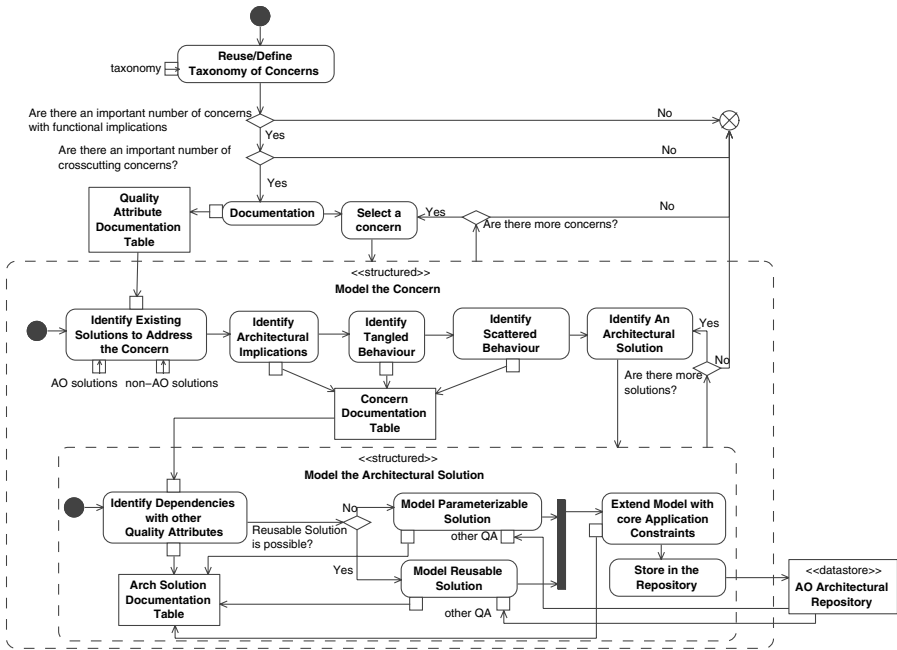 Reuse/Define
Taxonomy of Concerns
taxonomy
Are there an important number of concerns
with functional implications
No
Yes
Are there an important number of
crosscutting concerns?
No
Yes
Quality
Attribute
Documentation
Table
Documentation
Select a
concern
Yes
Are there more concerns?
No
<<structured>>
Model the Concern
Identify Existing
Solutions to Address
the Concern
AO solutions
non-AO solutions
Identify
Architectural
Implications
Identify
Tangled
Behaviour
Identify
Scattered
Behaviour
Identify An
Architectural
Solution
Yes
No
Are there more
solutions?
Concern
Documentation
Table
<<structured>>
Model the Architectural Solution
Identify Dependencies
with other
Quality Attributes
Reusable Solution
is possible?
No
Yes
Model Parameterizable
Solution
other QA
Model Reusable
Solution
other QA
Extend Model with
core Application
Constraints
Store in the
Repository
<<datastore>>
AO Architectural
Repository
Arch Solution
Documentation
Table